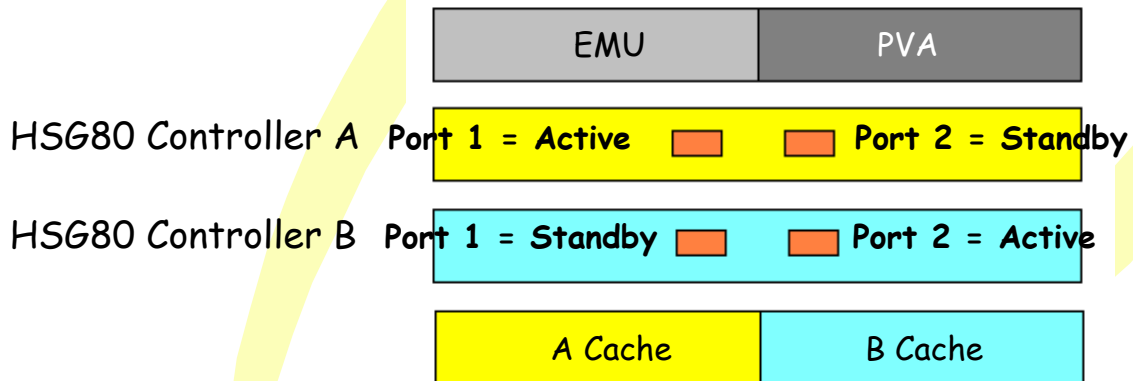 EMU PVA
HSG80 Controller A Port 1 = Active Port 2 = Standby
HSG80 Controller B Port 1 = Standby Port 2 = Active
A Cache B Cache